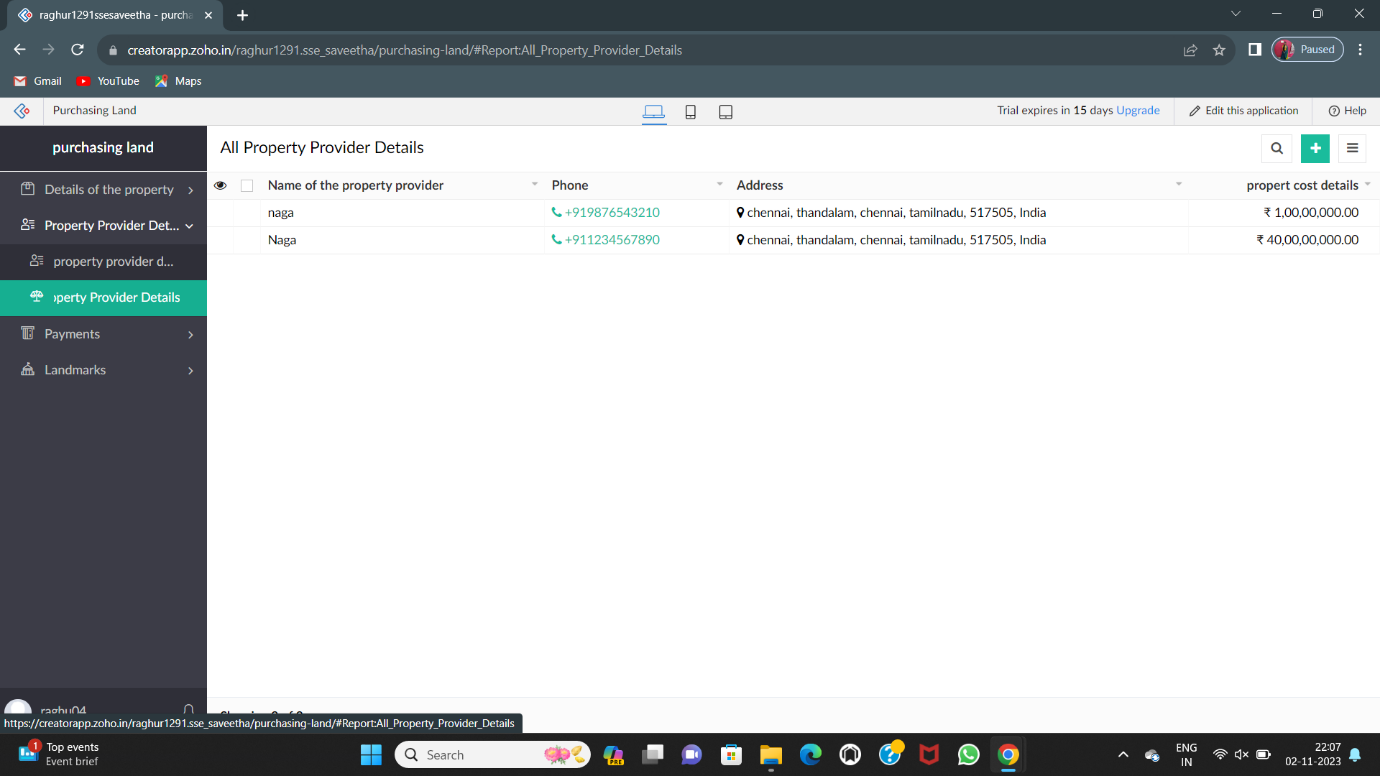 raghur1291ssesaveetha - purcha
creatorapp.zoho.in/raghur1291.sse_saveetha/purchasing-land/#Report:All_Property_Provider_Details
Paused
Gmail YouTube Maps
Purchasing Land
Trial expires in 15 days Upgrade
Edit this application
Help
purchasing land
All Property Provider Details
Details of the property
Property Provider Det...
property provider d...
perty Provider Details
Payments
Landmarks
Name of the property provider Phone Address propert cost details
naga +919876543210 chennai, thandalam, chennai, tamilnadu, 517505, India ₹ 1,00,00,000.00
Naga +911234567890 chennai, thandalam, chennai, tamilnadu, 517505, India ₹ 40,00,00,000.00
raghu04
https://creatorapp.zoho.in/raghur1291.sse_saveetha/purchasing-land/#Report:All_Property_Provider_Details
1
Top events
Event brief
Search
PRE
ENG
IN
22:07
02-11-2023